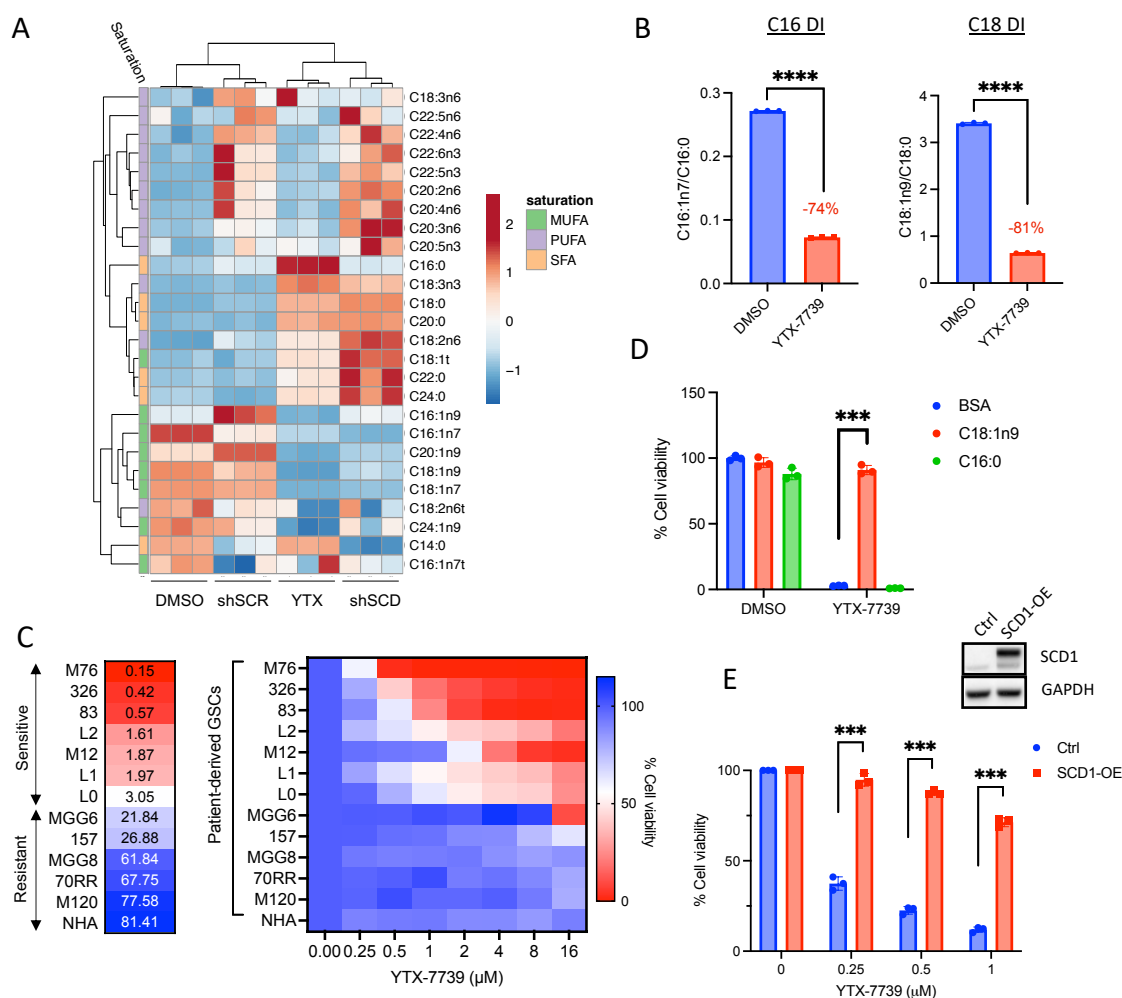 A
Saturation
C18:3n6
C22:5n6
C22:4n6
C22:6n3
C22:5n3
C20:2n6
C20:4n6
C20:3n6
C20:5n3
C16:0
C18:3n3
C18:0
C20:0
C18:2n6
C18:1t
C22:0
C24:0
C16:1n9
C16:1n7
C20:1n9
C18:1n9
C18:1n7
C18:2n6t
C24:1n9
C14:0
C16:1n7t
DMSO shSCR YTX shSCD
2
1
0
−1
saturation
MUFA
PUFA
SFA
B
C16 DI
****
C16:1n7/C16:0
0.3
0.2
0.1
0.0
-74%
DMSO
YTX-7739
C18 DI
****
C18:1n9/C18:0
4
3
2
1
0
-81%
DMSO
YTX-7739
D
% Cell viability
150
100
50
0
***
DMSO YTX-7739
BSA
C18:1n9
C16:0
C
Sensitive
Resistant
M76 0.15
326 0.42
83 0.57
L2 1.61
M12 1.87
L1 1.97
L0 3.05
MGG6 21.84
157 26.88
MGG8 61.84
70RR 67.75
M120 77.58
NHA 81.41
Patient-derived GSCs
M76
326
83
L2
M12
L1
L0
MGG6
157
MGG8
70RR
M120
NHA
0.00 0.25 0.5 1 2 4 8 16
YTX-7739 (µM)
100
50
0
% Cell viability
E
Ctrl
SCD1-OE
SCD1
GAPDH
Ctrl
SCD1-OE
% Cell viability
100
50
0
***
***
***
0 0.25 0.5 1
YTX-7739 (µM)